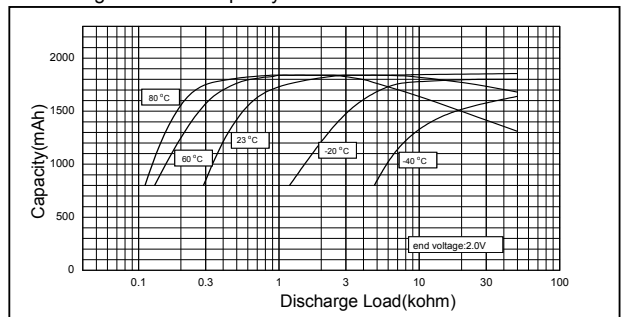 2000
1500
1000
500
0
Capacity(mAh)
80 °C
60 °C
23 °C
-20 °C
-40 °C
end voltage:2.0V
0.1 0.3 1 3 10 30 100
Discharge Load(kohm)